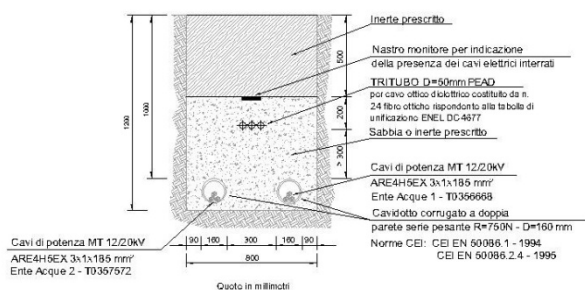 Inerte prescritto
Nastro monitore per indicazione
della presenza dei cavi elettrici interrati
TRITUBO D=50mm PEAD
per cavo ottico dielettrico costituito da n.
24 fibre ottiche rispondente alla tabella di
unificazione ENEL DC4677
Sabbia o inerte prescritto
Cavi di potenza MT 12/20kV
ARE4H5EX 3x1x185 mm²
Ente Acque 1 - T0356668
Cavidotto corrugato a doppia
parete serie pesante R=750N - D=160 mm
Norme CEI: CEI EN 50086.1 - 1994
CEI EN 50086.2.4 - 1995
Cavi di potenza MT 12/20kV
ARE4H5EX 3x1x185 mm²
Ente Acque 2 - T0357572
1200
1000
500
200
> 300
90 160 300 160 90
800
Quote in millimetri